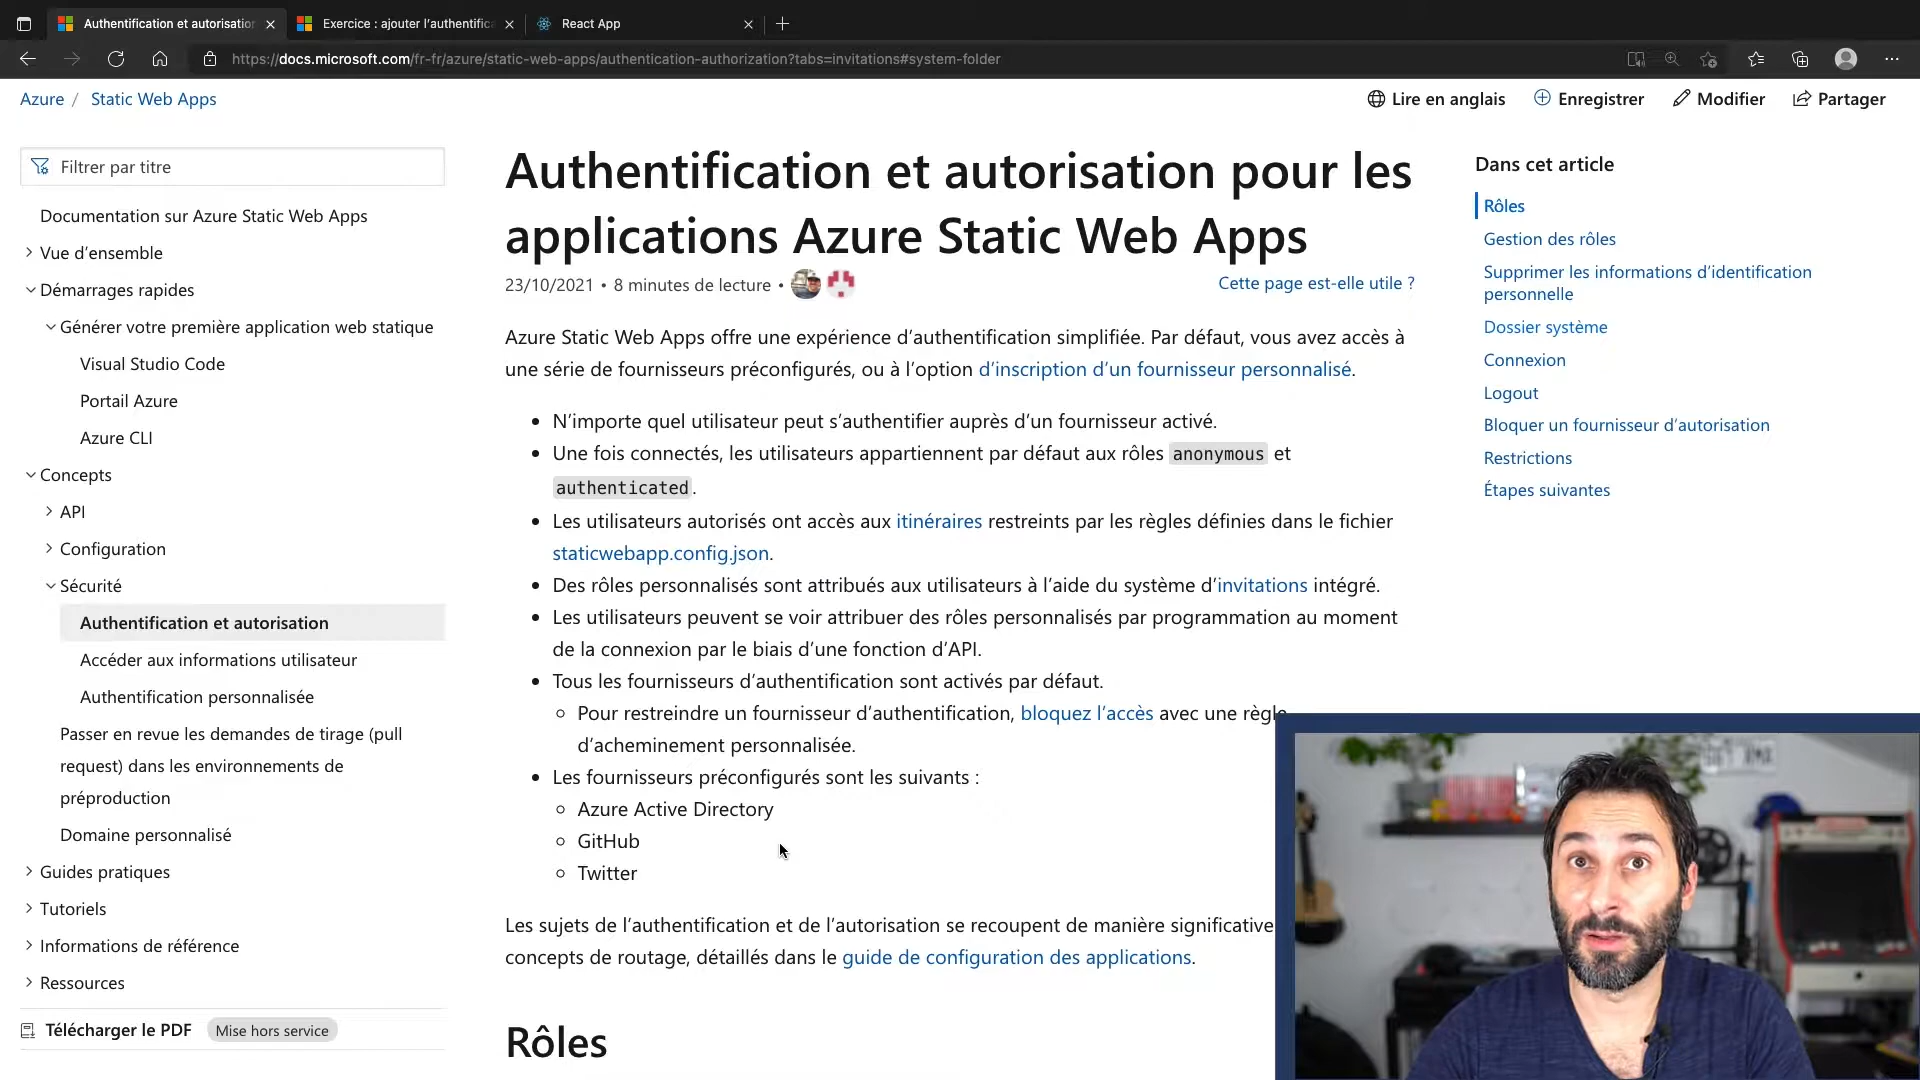 Authentification et autorisation
Exercice : ajouter l’authentific
React App
https://docs.microsoft.com/fr-fr/azure/static-web-apps/authentication-authorization?tabs=invitations#system-folder
Azure / Static Web Apps
Lire en anglais
Enregistrer
Modifier
Partager
Filtrer par titre
Documentation sur Azure Static Web Apps
Vue d’ensemble
Démarrages rapides
Générer votre première application web statique
Visual Studio Code
Portail Azure
Azure CLI
Concepts
API
Configuration
Sécurité
Authentification et autorisation
Accéder aux informations utilisateur
Authentification personnalisée
Passer en revue les demandes de tirage (pull
request) dans les environnements de
préproduction
Domaine personnalisé
Guides pratiques
Tutoriels
Informations de référence
Ressources
Télécharger le PDF
Mise hors service
Authentification et autorisation pour les
applications Azure Static Web Apps
23/10/2021 • 8 minutes de lecture •
Cette page est-elle utile ?
Azure Static Web Apps offre une expérience d’authentification simplifiée. Par défaut, vous avez accès à
une série de fournisseurs préconfigurés, ou à l’option d’inscription d’un fournisseur personnalisé.
• N’importe quel utilisateur peut s’authentifier auprès d’un fournisseur activé.
• Une fois connectés, les utilisateurs appartiennent par défaut aux rôles anonymous et
authenticated.
• Les utilisateurs autorisés ont accès aux itinéraires restreints par les règles définies dans le fichier
staticwebapp.config.json.
• Des rôles personnalisés sont attribués aux utilisateurs à l’aide du système d’invitations intégré.
• Les utilisateurs peuvent se voir attribuer des rôles personnalisés par programmation au moment
de la connexion par le biais d’une fonction d’API.
• Tous les fournisseurs d’authentification sont activés par défaut.
○ Pour restreindre un fournisseur d’authentification, bloquez l’accès avec une règle
d’acheminement personnalisée.
• Les fournisseurs préconfigurés sont les suivants :
○ Azure Active Directory
○ GitHub
○ Twitter
Les sujets de l’authentification et de l’autorisation se recoupent de manière significative
concepts de routage, détaillés dans le guide de configuration des applications.
Rôles
Dans cet article
Rôles
Gestion des rôles
Supprimer les informations d’identification
personnelle
Dossier système
Connexion
Logout
Bloquer un fournisseur d’autorisation
Restrictions
Étapes suivantes